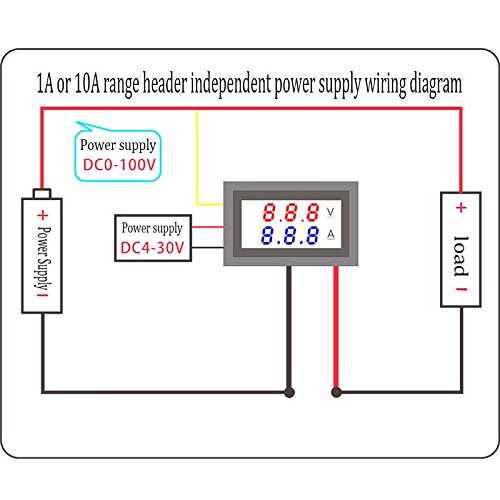 1A or 10A range header independent power supply wiring diagram
Power supply
DC0-100V
Power supply
DC4-30V
8.8.8 V
8.8.8 A
+ Power Supply -
+ load -